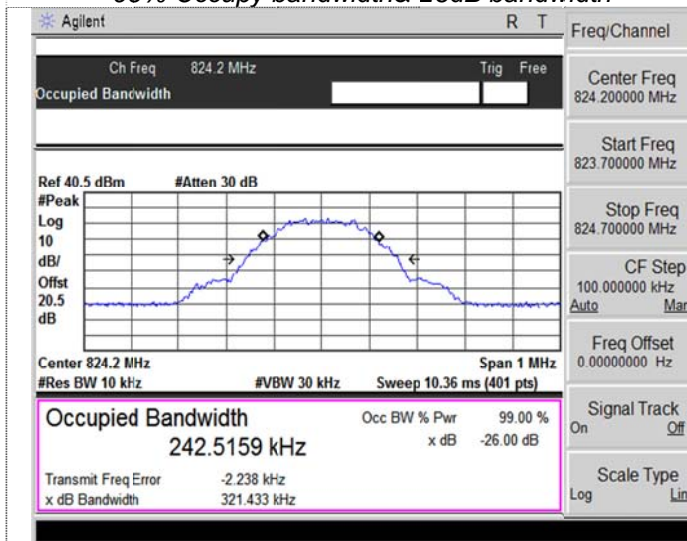 99% Occupy bandwidth& 26dB bandwidth
Agilent
R T
Ch Freq 824.2 MHz Trig Free
Occupied Bandwidth
Ref 40.5 dBm #Atten 30 dB
#Peak
Log
10
dB/
Offst
20.5
dB
Center 824.2 MHz Span 1 MHz
#Res BW 10 kHz #VBW 30 kHz Sweep 10.36 ms (401 pts)
Occupied Bandwidth
242.5159 kHz
Occ BW % Pwr 99.00 %
x dB -26.00 dB
Transmit Freq Error -2.238 kHz
x dB Bandwidth 321.433 kHz
Freq/Channel
Center Freq
824.200000 MHz
Start Freq
823.700000 MHz
Stop Freq
824.700000 MHz
CF Step
100.000000 kHz
Auto Man
Freq Offset
0.00000000 Hz
Signal Track
On Off
Scale Type
Log Lin